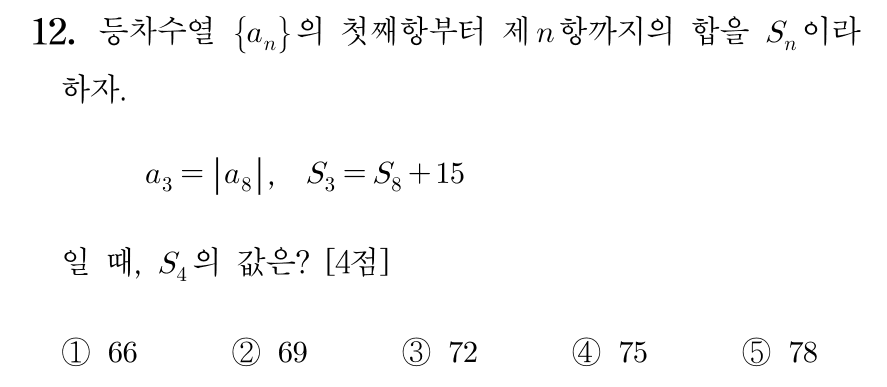 12. 등차수열 {aₙ}의 첫째항부터 제n항까지의 합을 Sₙ이라
하자.
a₃ = |a₈|, S₃ = S₈ + 15
일 때, S₄의 값은? [4점]
① 66 ② 69 ③ 72 ④ 75 ⑤ 78